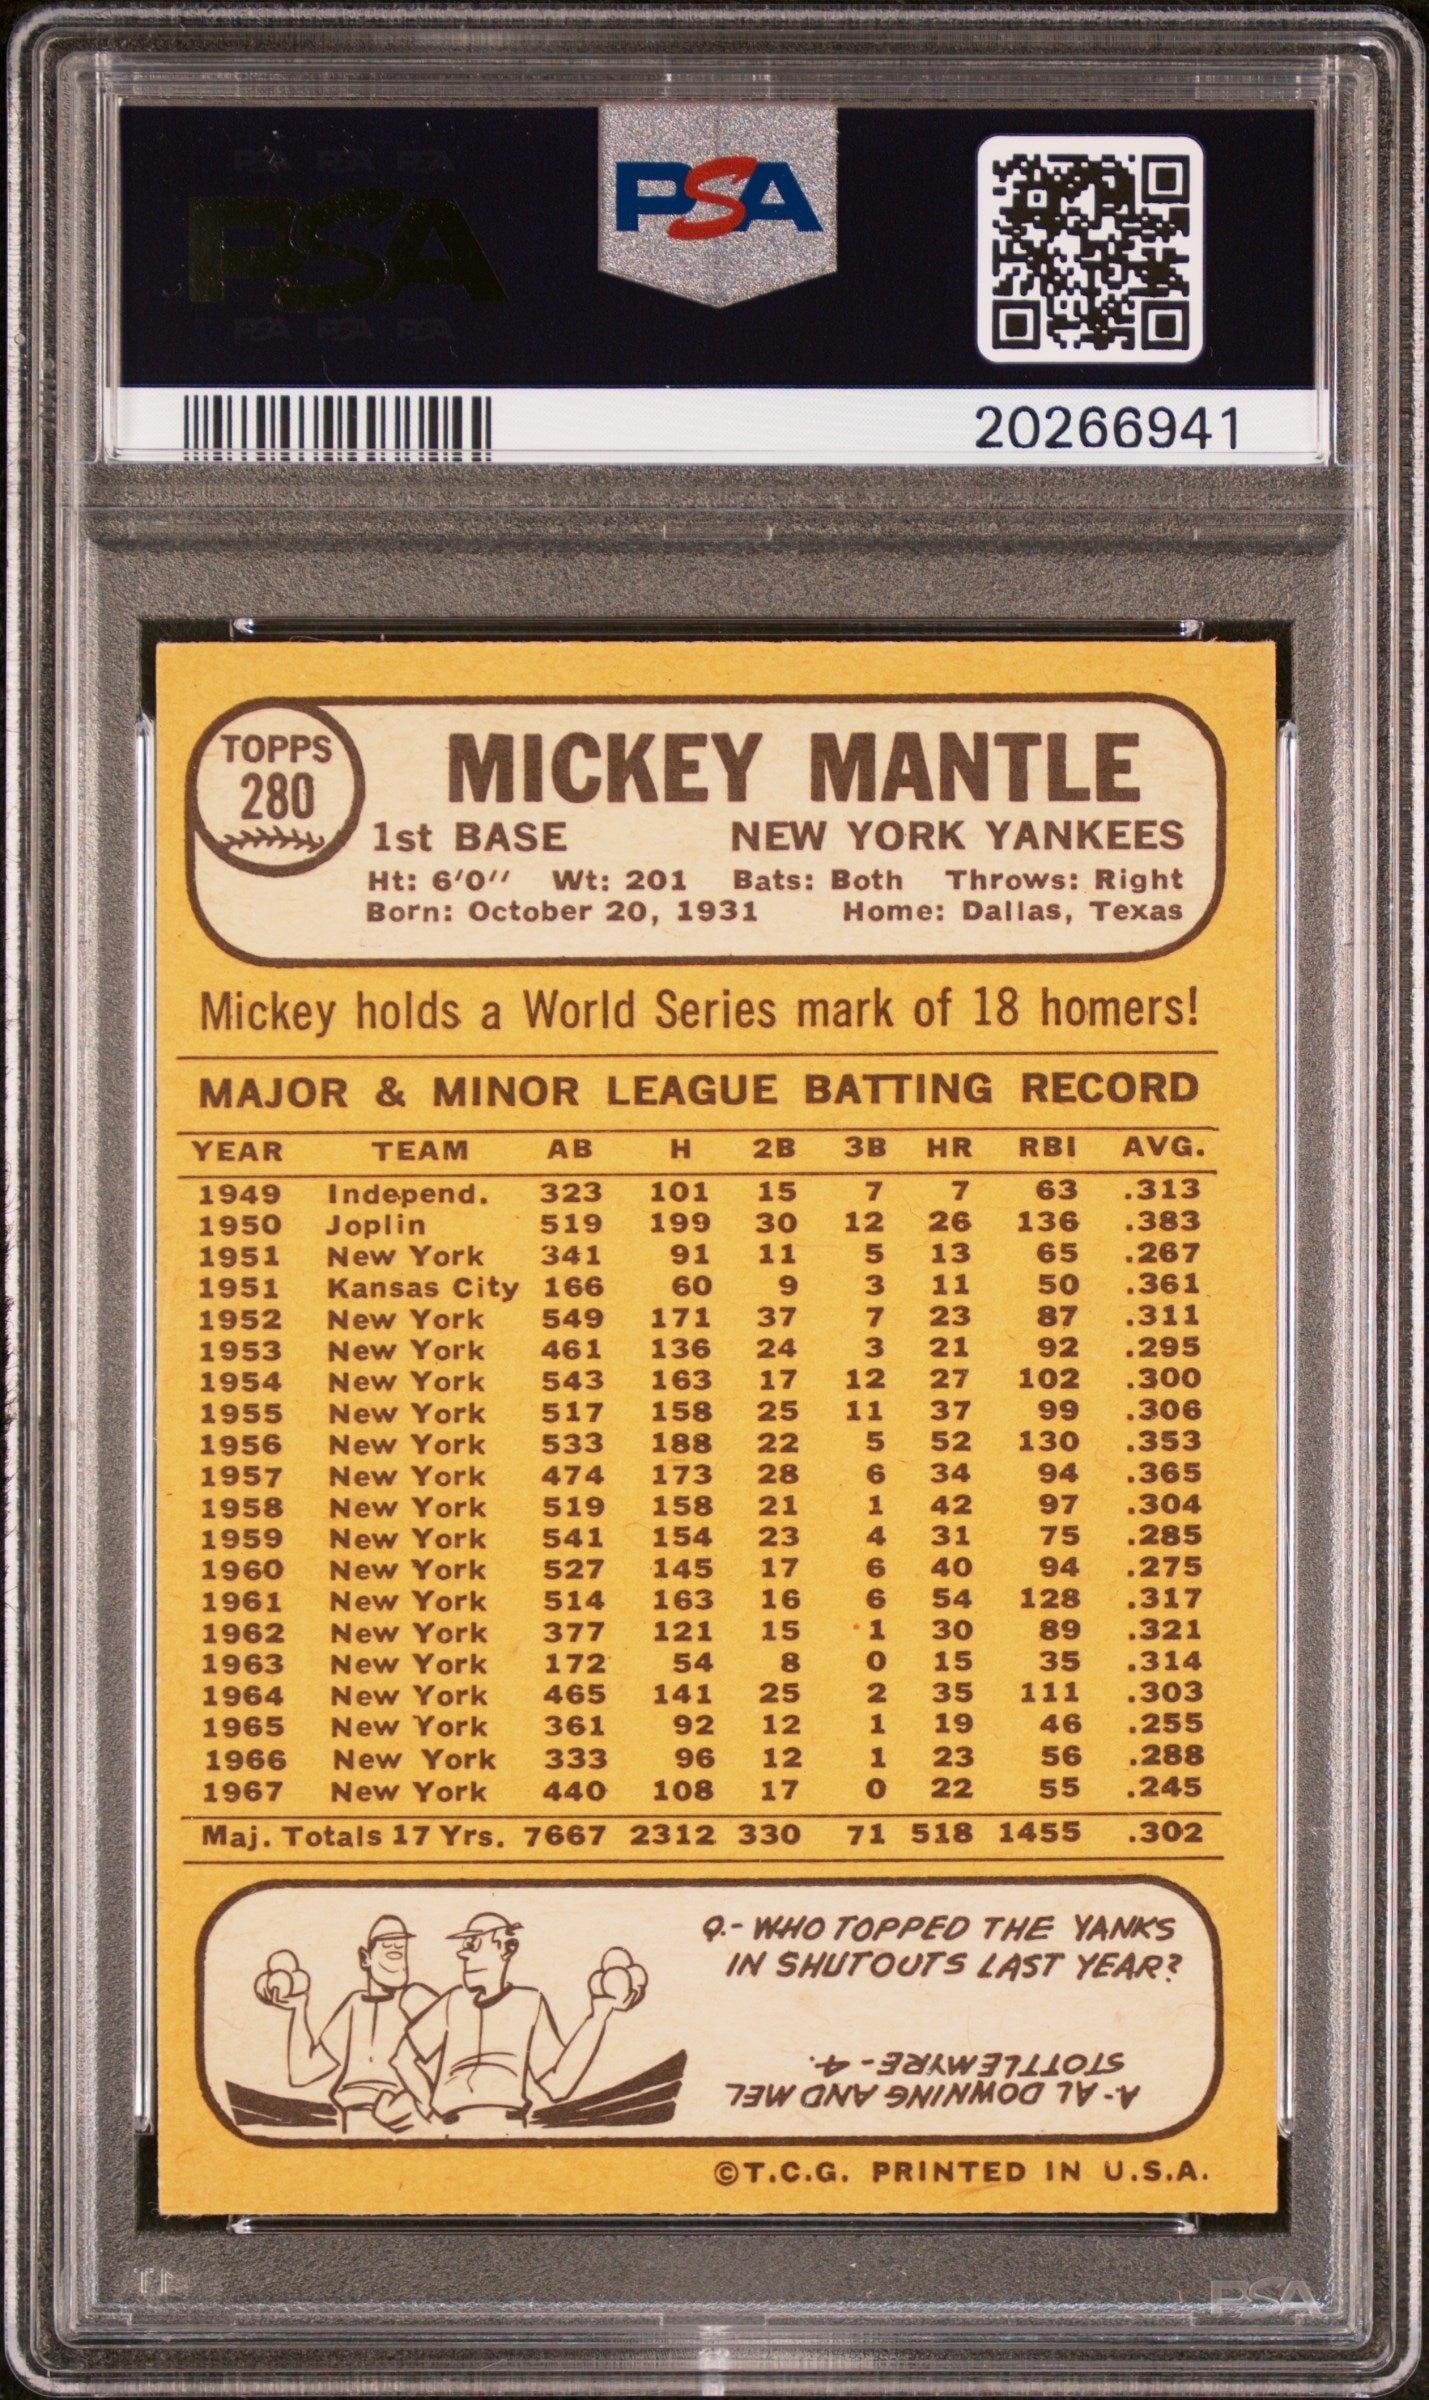 PSA PSA PSA
PSA
PSA PSA PSA
PSA
20266941
TOPPS
280
MICKEY MANTLE
1st BASE NEW YORK YANKEES
Ht: 6'0" Wt: 201 Bats: Both Throws: Right
Born: October 20, 1931 Home: Dallas, Texas
Mickey holds a World Series mark of 18 homers!
MAJOR & MINOR LEAGUE BATTING RECORD
YEAR TEAM AB H 2B 3B HR RBI AVG.
1949 Independ. 323 101 15 7 7 63 .313
1950 Joplin 519 199 30 12 26 136 .383
1951 New York 341 91 11 5 13 65 .267
1951 Kansas City 166 60 9 3 11 50 .361
1952 New York 549 171 37 7 23 87 .311
1953 New York 461 136 24 3 21 92 .295
1954 New York 543 163 17 12 27 102 .300
1955 New York 517 158 25 11 37 99 .306
1956 New York 533 188 22 5 52 130 .353
1957 New York 474 173 28 6 34 94 .365
1958 New York 519 158 21 1 42 97 .304
1959 New York 541 154 23 4 31 75 .285
1960 New York 527 145 17 6 40 94 .275
1961 New York 514 163 16 6 54 128 .317
1962 New York 377 121 15 1 30 89 .321
1963 New York 172 54 8 0 15 35 .314
1964 New York 465 141 25 2 35 111 .303
1965 New York 361 92 12 1 19 46 .255
1966 New York 333 96 12 1 23 56 .288
1967 New York 440 108 17 0 22 55 .245
Maj. Totals 17 Yrs. 7667 2312 330 71 518 1455 .302
Q.- WHO TOPPED THE YANKS
IN SHUTOUTS LAST YEAR?
A.- AL DOWNING AND MEL
STOTTLEMYRE - 4.
©T.C.G. PRINTED IN U.S.A.
PSA